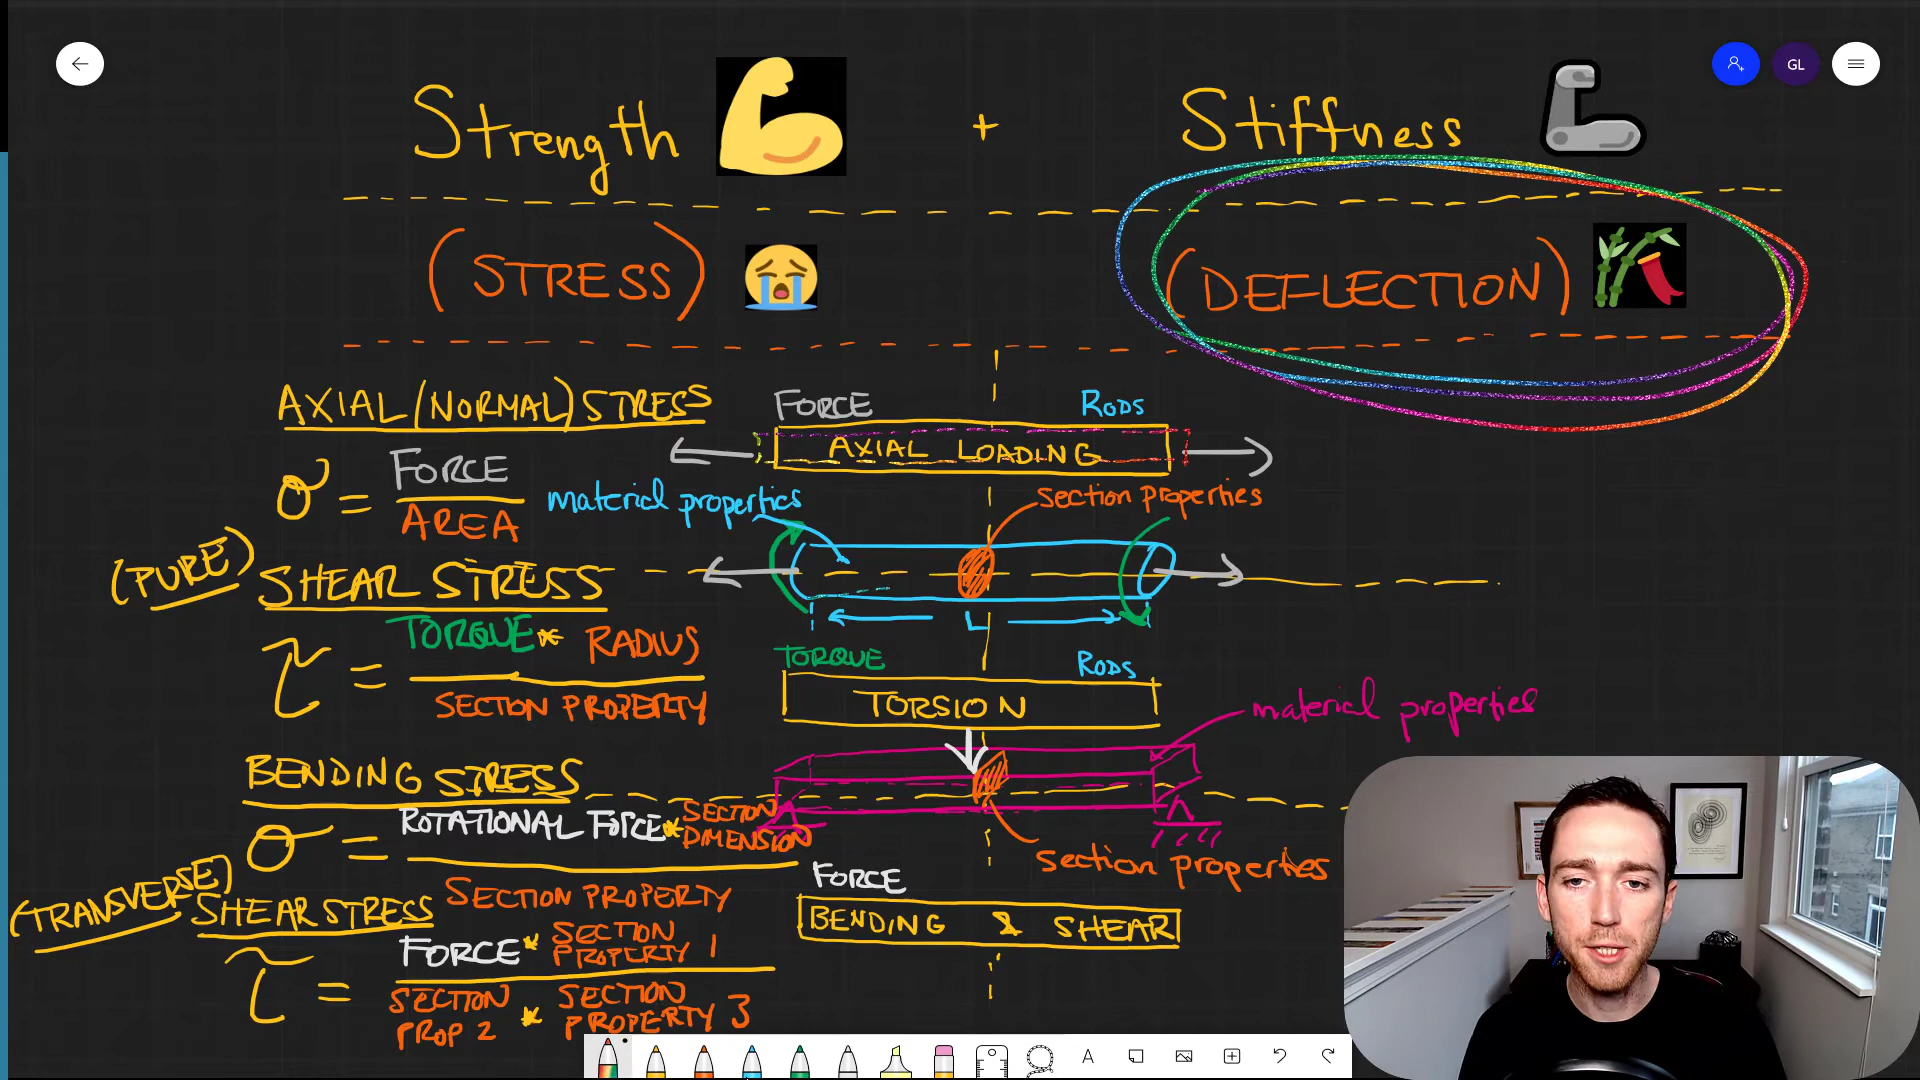 GL
Strength + Stiffness
(STRESS) (DEFLECTION)
AXIAL (NORMAL) STRESS
σ = FORCE
AREA
FORCE RODS
AXIAL LOADING
material properties
section properties
(PURE) SHEAR STRESS
τ = TORQUE * RADIUS
SECTION PROPERTY
L
TORQUE RODS
TORSION
material properties
BENDING STRESS
σ = ROTATIONAL FORCE * SECTION DIMENSION
SECTION PROPERTY
section properties
(TRANSVERSE) SHEAR STRESS
τ = FORCE * SECTION PROPERTY 1
SECTION PROP 2 * SECTION PROPERTY 3
FORCE
BENDING & SHEAR
A